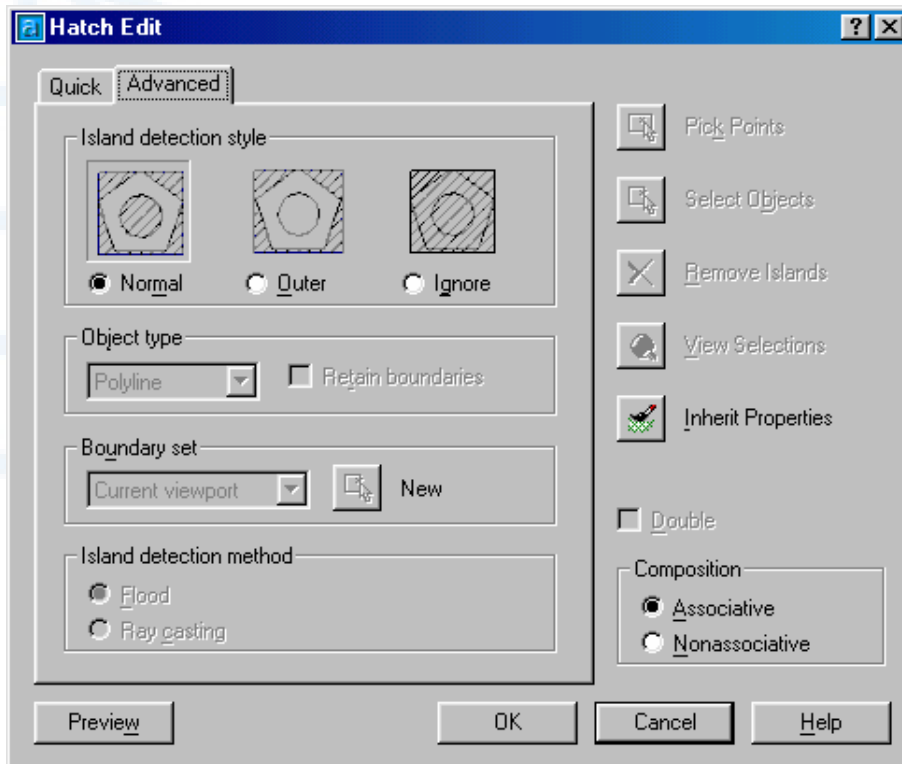 Hatch Edit
Quick
Advanced
Island detection style
Normal
Outer
Ignore
Object type
Polyline
Retain boundaries
Boundary set
Current viewport
New
Island detection method
Flood
Ray casting
Pick Points
Select Objects
Remove Islands
View Selections
Inherit Properties
Double
Composition
Associative
Nonassociative
Preview
OK
Cancel
Help